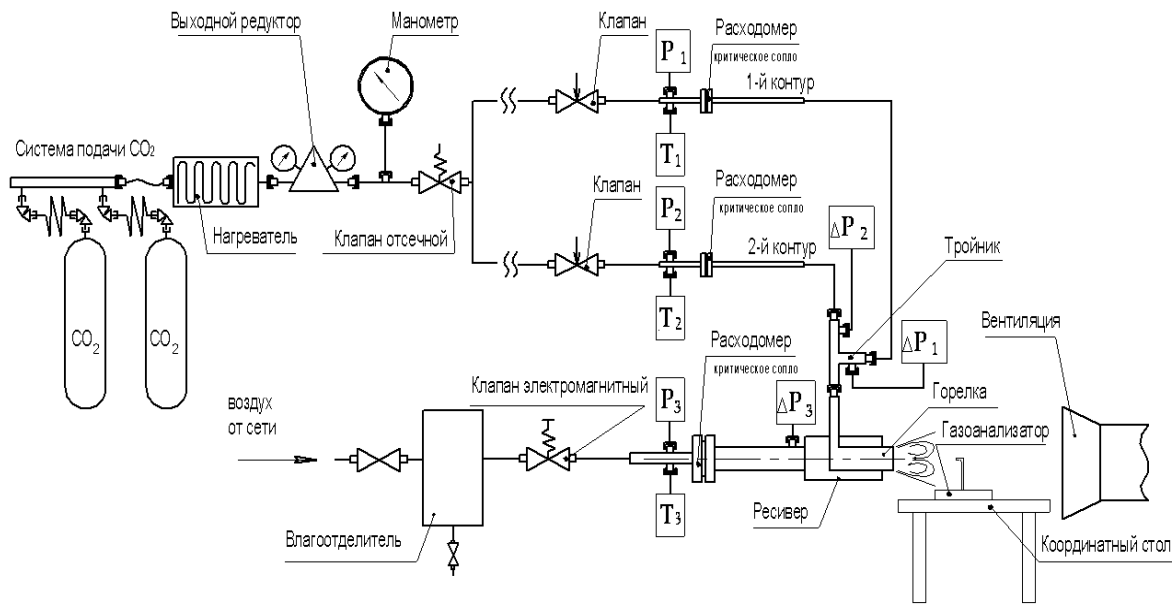 Выходной редуктор
Манометр
Клапан
P1
Расходомер
критическое сопло
1-й контур
Система подачи CO2
T1
Нагреватель
Клапан отсечной
Клапан
P2
Расходомер
критическое сопло
2-й контур
ΔP2
Тройник
T2
CO2
CO2
Вентиляция
ΔP1
Расходомер
критическое сопло
Клапан электромагнитный
P3
ΔP3
Горелка
воздух
от сети
Газоанализатор
T3
Ресивер
Влагоотделитель
Координатный стол